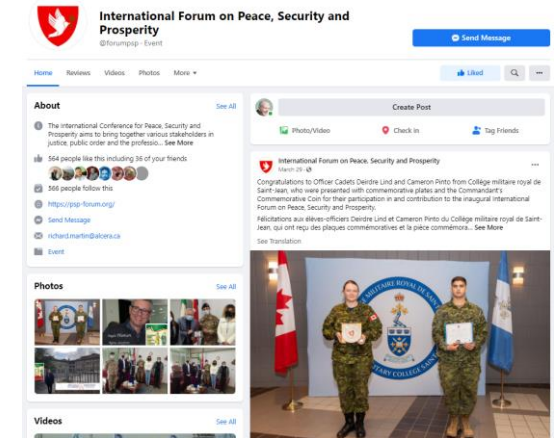 International Forum on Peace, Security and
Prosperity
@forumpsp · Event
Send Message
Home Reviews Videos Photos More
Liked
About
See All
The International Conference for Peace, Security and
Prosperity aims to bring together various stakeholders in
justice, public order and the professio... See More
564 people like this including 36 of your friends
566 people follow this
https://psp-forum.org/
Send Message
richard.martin@alcera.ca
Event
Photos
See All
Videos
See All
Create Post
Photo/Video
Check in
Tag Friends
International Forum on Peace, Security and Prosperity
March 28 ·
Congratulations to Officer Cadets Deirdre Lind and Cameron Pinto from Collège militaire royal de
Saint-Jean, who were presented with commemorative plates and the Commandant's
Commemorative Coin for their participation in and contribution to the inaugural International
Forum on Peace, Security and Prosperity.
Félicitations aux élèves-officiers Deirdre Lind et Cameron Pinto du Collège militaire royal de Saint-
Jean, qui ont reçu des plaques commémoratives et la pièce commémora... See More
See Translation
MILITAIRE ROYAL DE